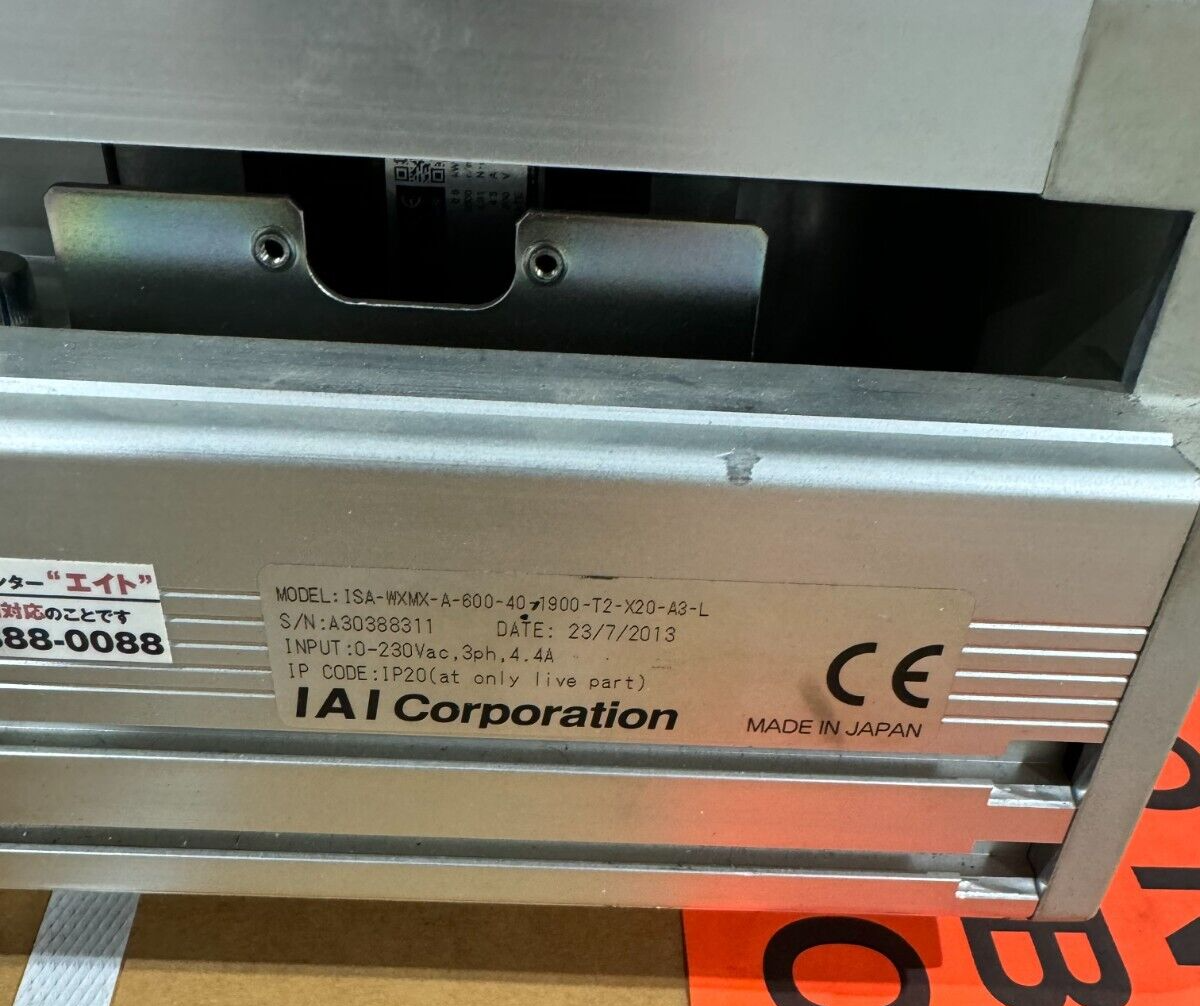 ター“エイト”
対応のことです
888-0088
MODEL:ISA-WXMX-A-600-40-1900-T2-X20-A3-L
S/N:A30388311 DATE: 23/7/2013
INPUT:0-230Vac,3ph,4.4A
IP CODE:IP20(at only live part)
IAI Corporation
CE
MADE IN JAPAN